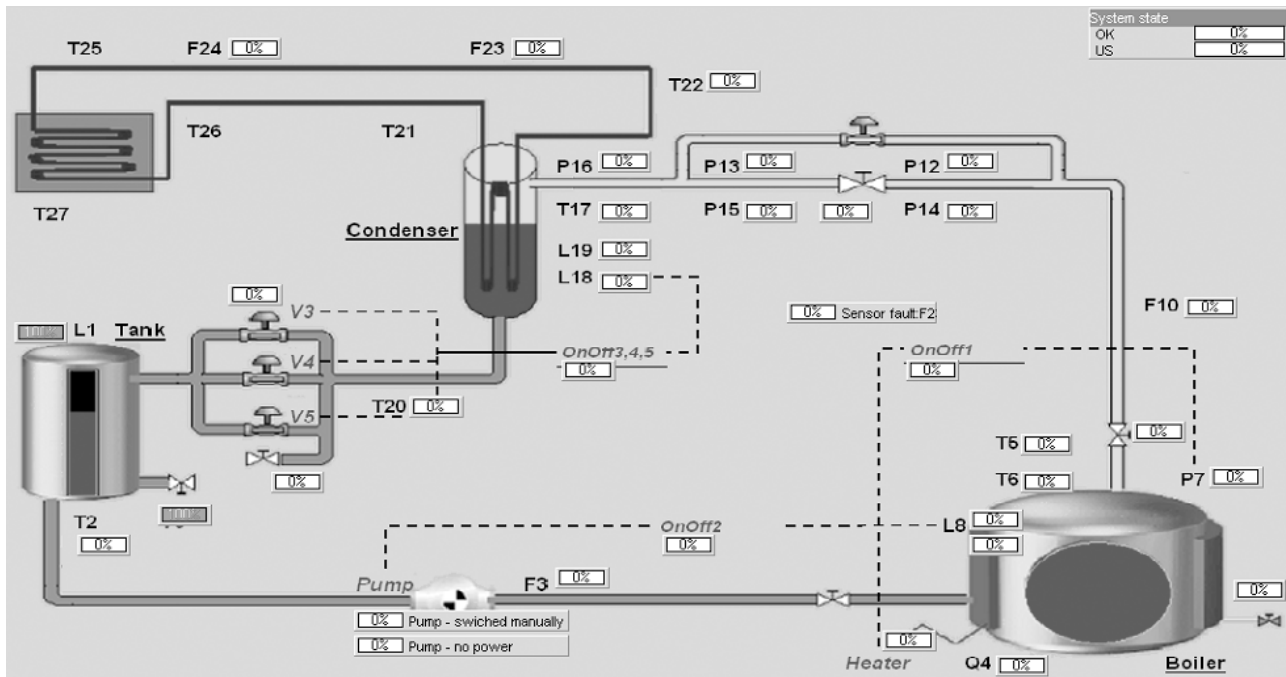 System state
OK 0%
US 0%
T25 F24 0% F23 0%
T22 0%
T26 T21
P16 0% P13 0% P12 0%
T27
T17 0% P15 0% 0% P14 0%
Condenser
L19 0%
L18 0%
0% V3
F10 0%
0% Sensor fault:F2
100% L1 Tank
OnOff3,4,5
0%
OnOff1
0%
V4
T20 0%
V5
0%
T5 0%
T6 0%
P7 0%
0%
100%
T2
0%
OnOff2
0%
L8 0%
0%
Pump F3 0%
0%
0% Pump - swiched manually
0% Pump - no power
0%
Heater
Q4 0%
Boiler